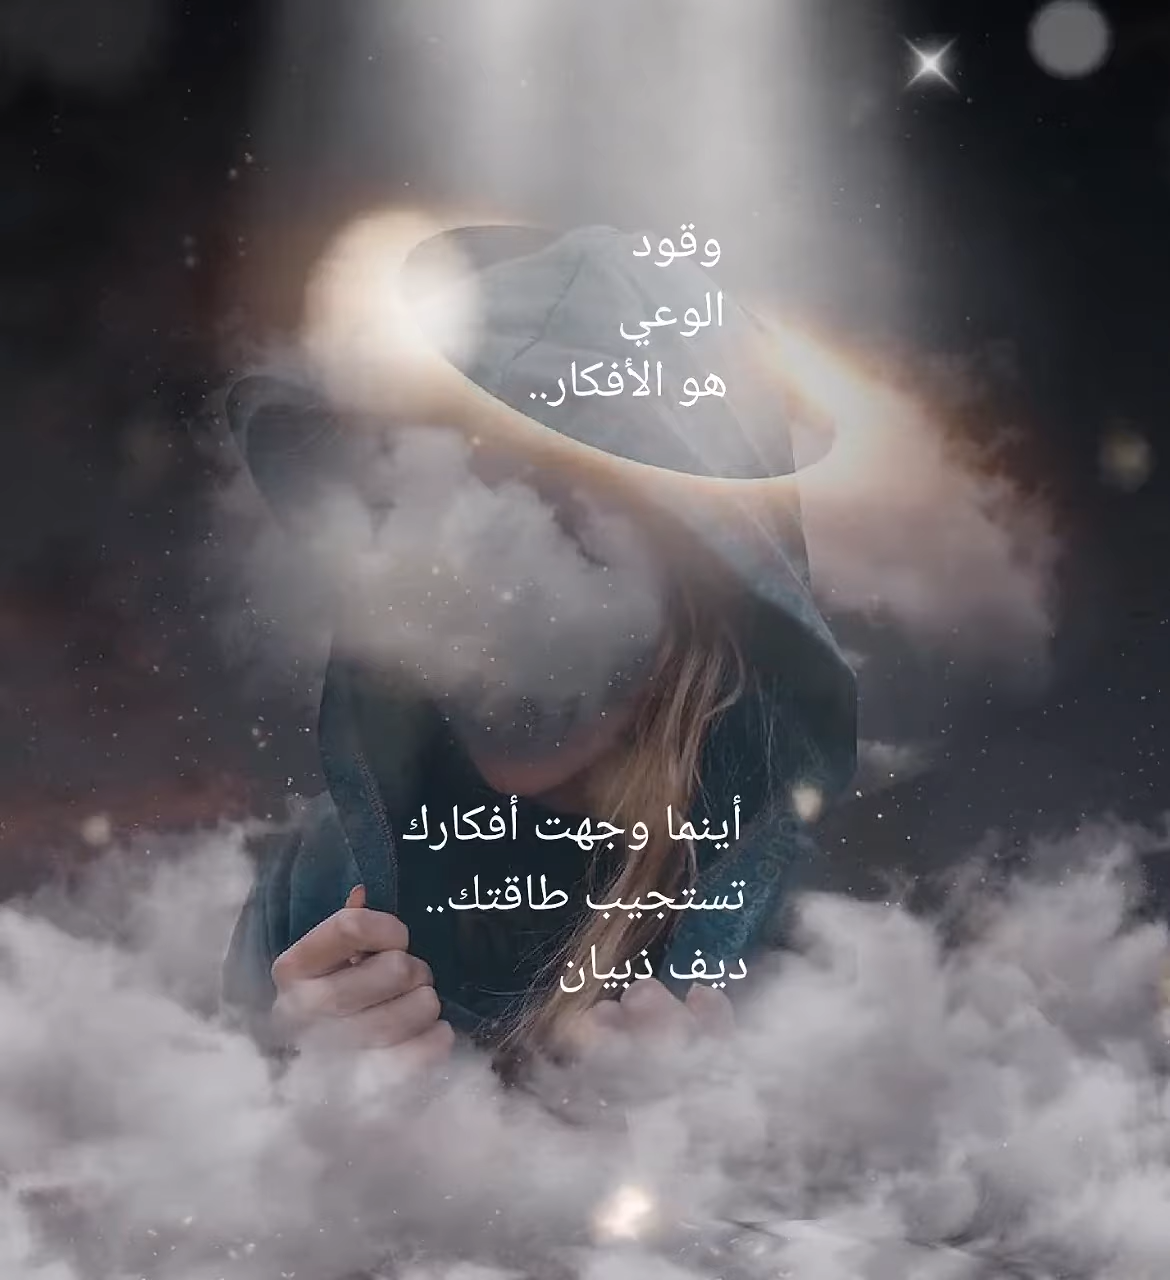 وقود
الوعي
هو الأفكار..
أينما وجهت أفكارك
تستجيب طاقتك..
ديف ذبيان